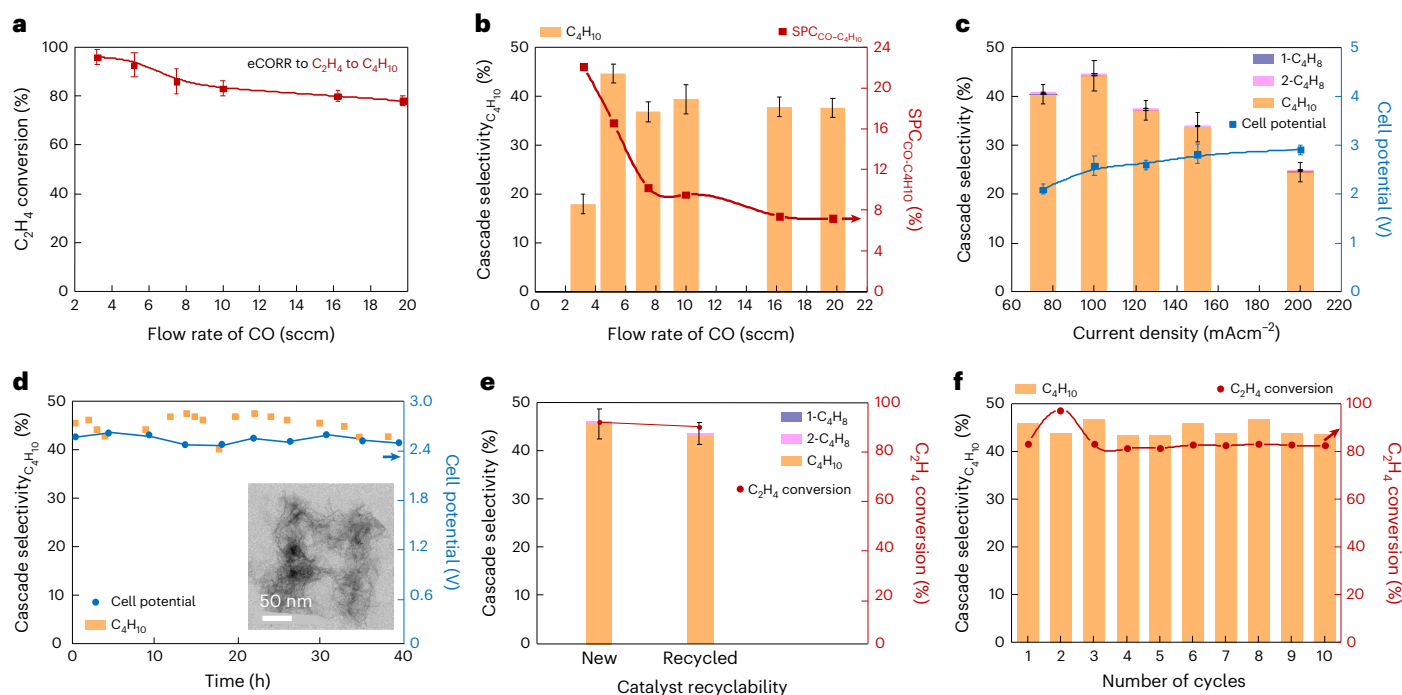 a
eCORR to C₂H₄ to C₄H₁₀
C₂H₄ conversion (%)
100
80
60
40
20
0
2
4
6
8
10
12
14
16
18
20
Flow rate of CO (sccm)
b
C₄H₁₀
SPC_CO–C₄H₁₀
Cascade selectivity_C₄H₁₀ (%)
50
40
30
20
10
0
0
2
4
6
8
10
12
14
16
18
20
22
Flow rate of CO (sccm)
24
20
16
12
8
4
0
SPC_CO-C4H10 (%)
c
1-C₄H₈
2-C₄H₈
C₄H₁₀
Cell potential
Cascade selectivity (%)
50
40
30
20
10
0
60
80
100
120
140
160
180
200
220
Current density (mAcm⁻²)
5
4
3
2
1
0
Cell potential (V)
d
Cascade selectivity_C₄H₁₀ (%)
50
40
30
20
10
0
50 nm
Cell potential
C₄H₁₀
0
10
20
30
40
Time (h)
3.0
2.4
1.8
1.2
0.6
0
Cell potential (V)
e
1-C₄H₈
2-C₄H₈
C₄H₁₀
C₂H₄ conversion
Cascade selectivity (%)
50
40
30
20
10
0
New
Recycled
Catalyst recyclability
100
80
60
40
20
0
C₂H₄ conversion (%)
f
C₄H₁₀
C₂H₄ conversion
Cascade selectivity_C₄H₁₀ (%)
50
40
30
20
10
0
1
2
3
4
5
6
7
8
9
10
Number of cycles
100
80
60
40
20
0
C₂H₄ conversion (%)